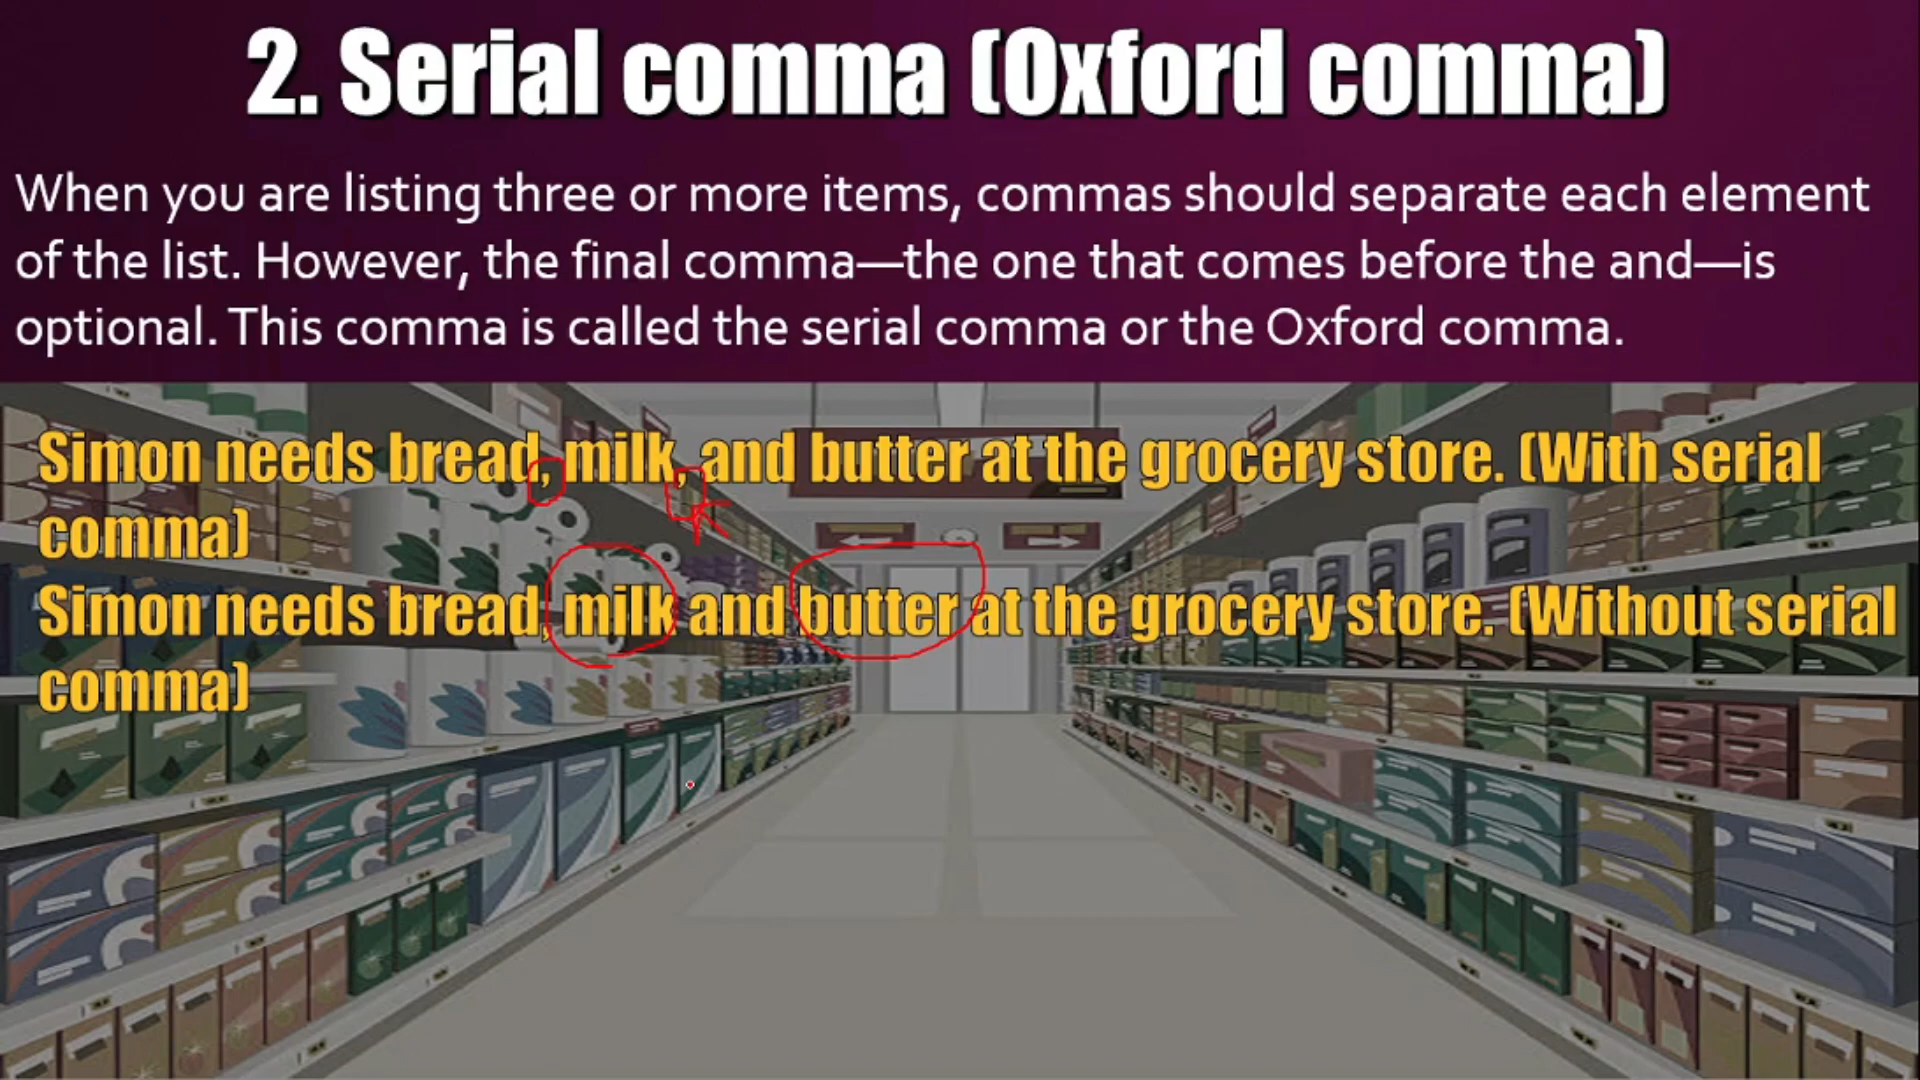 2. Serial comma (Oxford comma)
When you are listing three or more items, commas should separate each element
of the list. However, the final comma—the one that comes before the and—is
optional. This comma is called the serial comma or the Oxford comma.
Simon needs bread, milk, and butter at the grocery store. (With serial
comma)
Simon needs bread, milk and butter at the grocery store. (Without serial
comma)